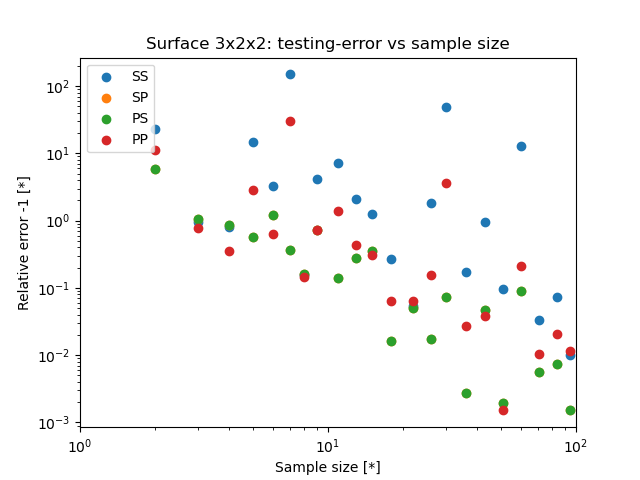 Surface 3x2x2: testing-error vs sample size
SS
SP
PS
PP
Relative error -1 [*]
10²
10¹
10⁰
10⁻¹
10⁻²
10⁻³
10⁰
10¹
10²
Sample size [*]